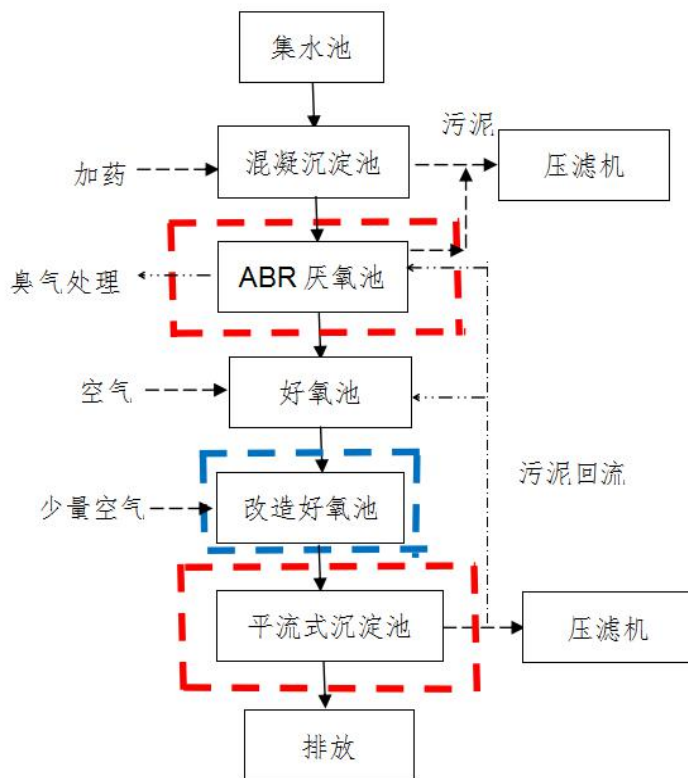 集水池
污泥
加药
混凝沉淀池
压滤机
臭气处理
ABR 厌氧池
空气
好氧池
污泥回流
少量空气
改造好氧池
平流式沉淀池
压滤机
排放